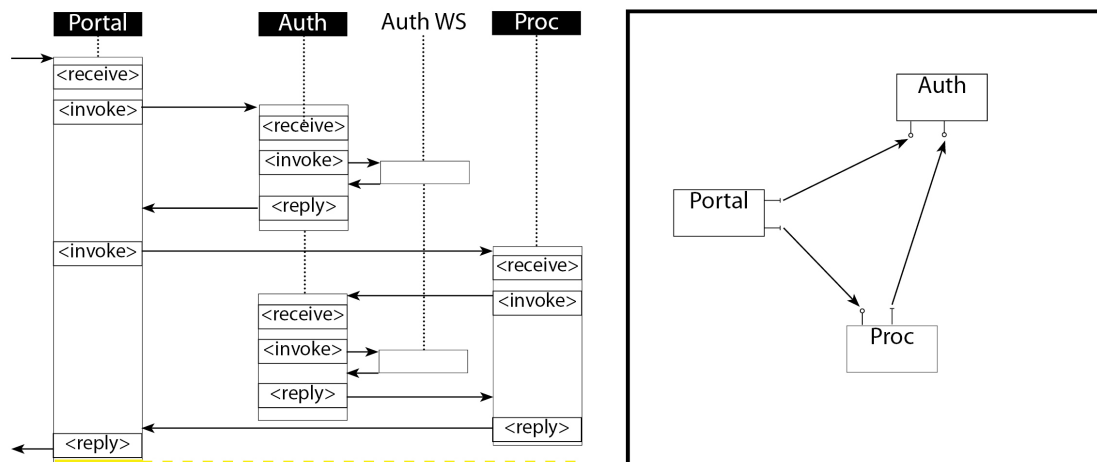 Portal Auth Auth WS Proc
<receive>
<invoke>
<receive>
<invoke>
<reply>
<invoke>
<receive>
<invoke>
<receive>
<invoke>
<reply>
<reply>
<reply>
Auth
Portal
Proc